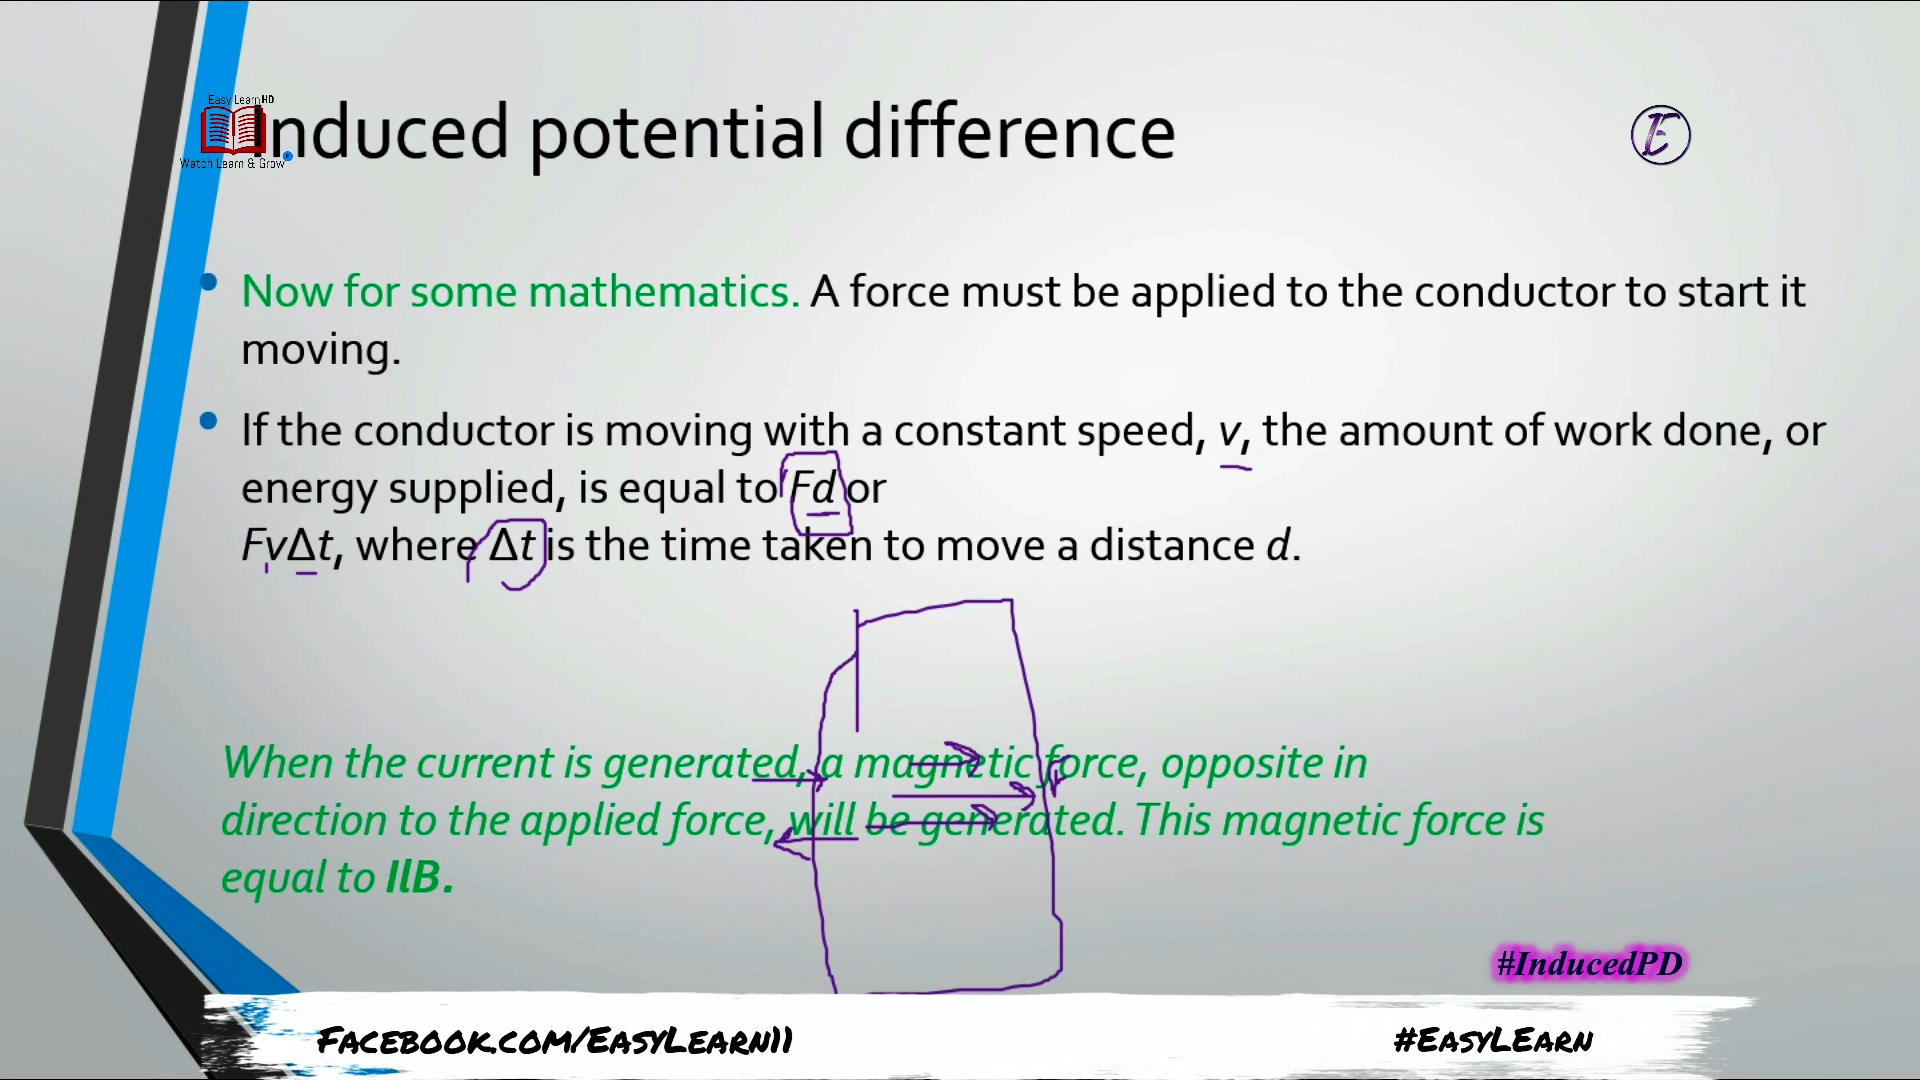 Easy Learn HD
Watch Learn & Grow
Induced potential difference
E
• Now for some mathematics. A force must be applied to the conductor to start it
moving.
• If the conductor is moving with a constant speed, v, the amount of work done, or
energy supplied, is equal to Fd or
FvΔt, where Δt is the time taken to move a distance d.
When the current is generated, a magnetic force, opposite in
direction to the applied force, will be generated. This magnetic force is
equal to IlB.
#InducedPD
Facebook.com/EasyLearn11
#EasyLEarn